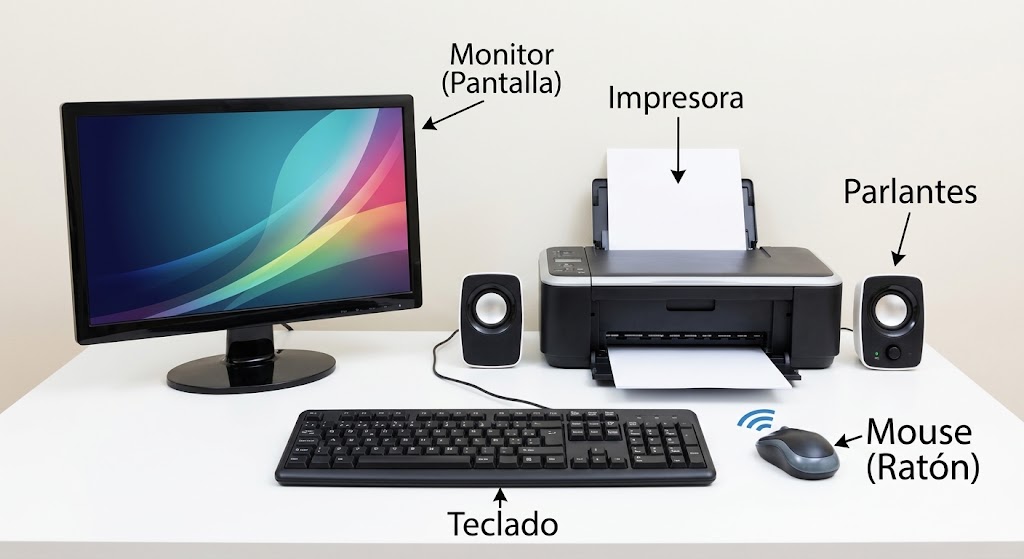 Monitor
(Pantalla)
Impresora
Parlantes
Mouse
(Ratón)
Teclado